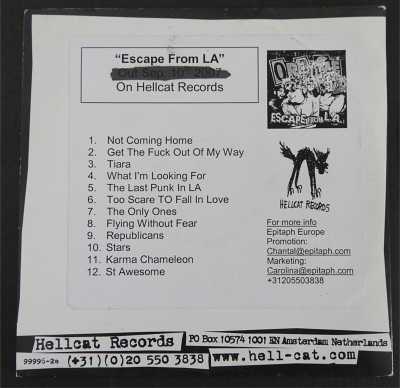 “Escape From LA”
Out Sep. 10th 2007
On Hellcat Records
ESCAPE FROM L.A.
1. Not Coming Home
2. Get The Fuck Out Of My Way
3. Tiara
4. What I'm Looking For
5. The Last Punk In LA
6. Too Scare TO Fall In Love
7. The Only Ones
8. Flying Without Fear
9. Republicans
10. Stars
11. Karma Chameleon
12. St Awesome
HELLCAT RECORDS
For more info
Epitaph Europe
Promotion:
Chantal@epitaph.com
Marketing:
Carolina@epitaph.com
+31205503838
Hellcat Records
PO Box 10574 1001 EN Amsterdam Netherlands
99995-2a (+31)(0)20 550 3838 www.hell-cat.com